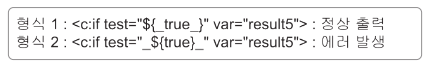 형식 1 : <c:if test="${_true_}" var="result5"> : 정상 출력
형식 2 : <c:if test="_${true}_" var="result5"> : 에러 발생